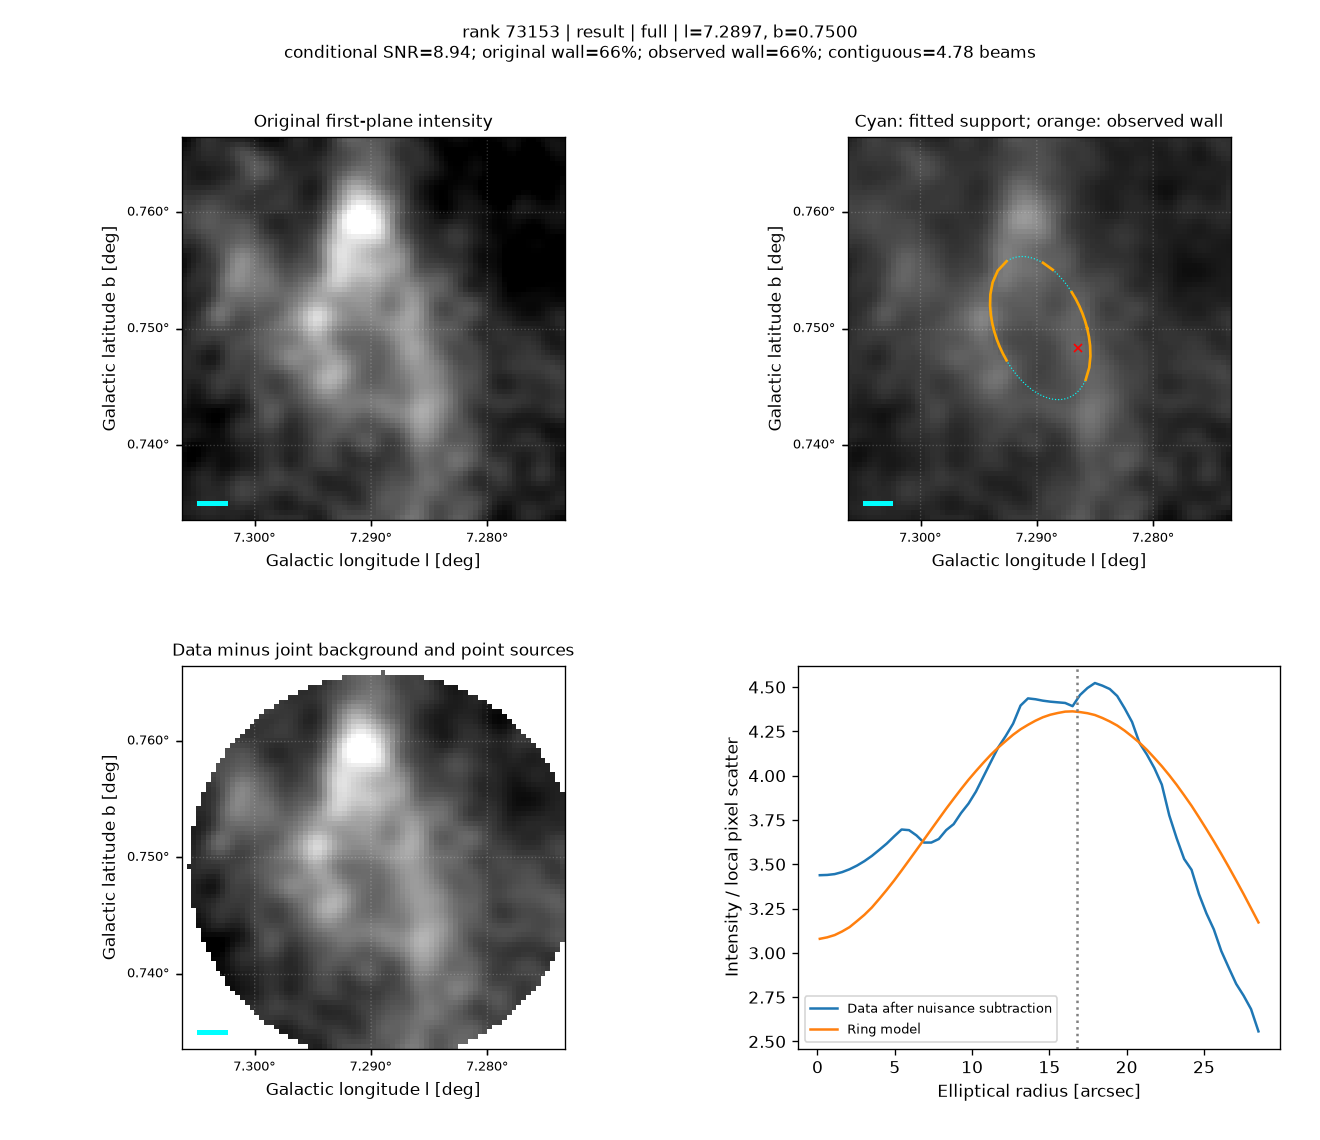 rank 73153 | result | full | l=7.2897, b=0.7500
conditional SNR=8.94; original wall=66%; observed wall=66%; contiguous=4.78 beams
Original first-plane intensity
0.760°
0.750°
0.740°
7.300°
7.290°
7.280°
Galactic longitude l [deg]
Galactic latitude b [deg]
Cyan: fitted support; orange: observed wall
0.760°
0.750°
0.740°
7.300°
7.290°
7.280°
Galactic longitude l [deg]
Galactic latitude b [deg]
Data minus joint background and point sources
0.760°
0.750°
0.740°
7.300°
7.290°
7.280°
Galactic longitude l [deg]
Galactic latitude b [deg]
4.50
4.25
4.00
3.75
3.50
3.25
3.00
2.75
2.50
0
5
10
15
20
25
Elliptical radius [arcsec]
Intensity / local pixel scatter
Data after nuisance subtraction
Ring model